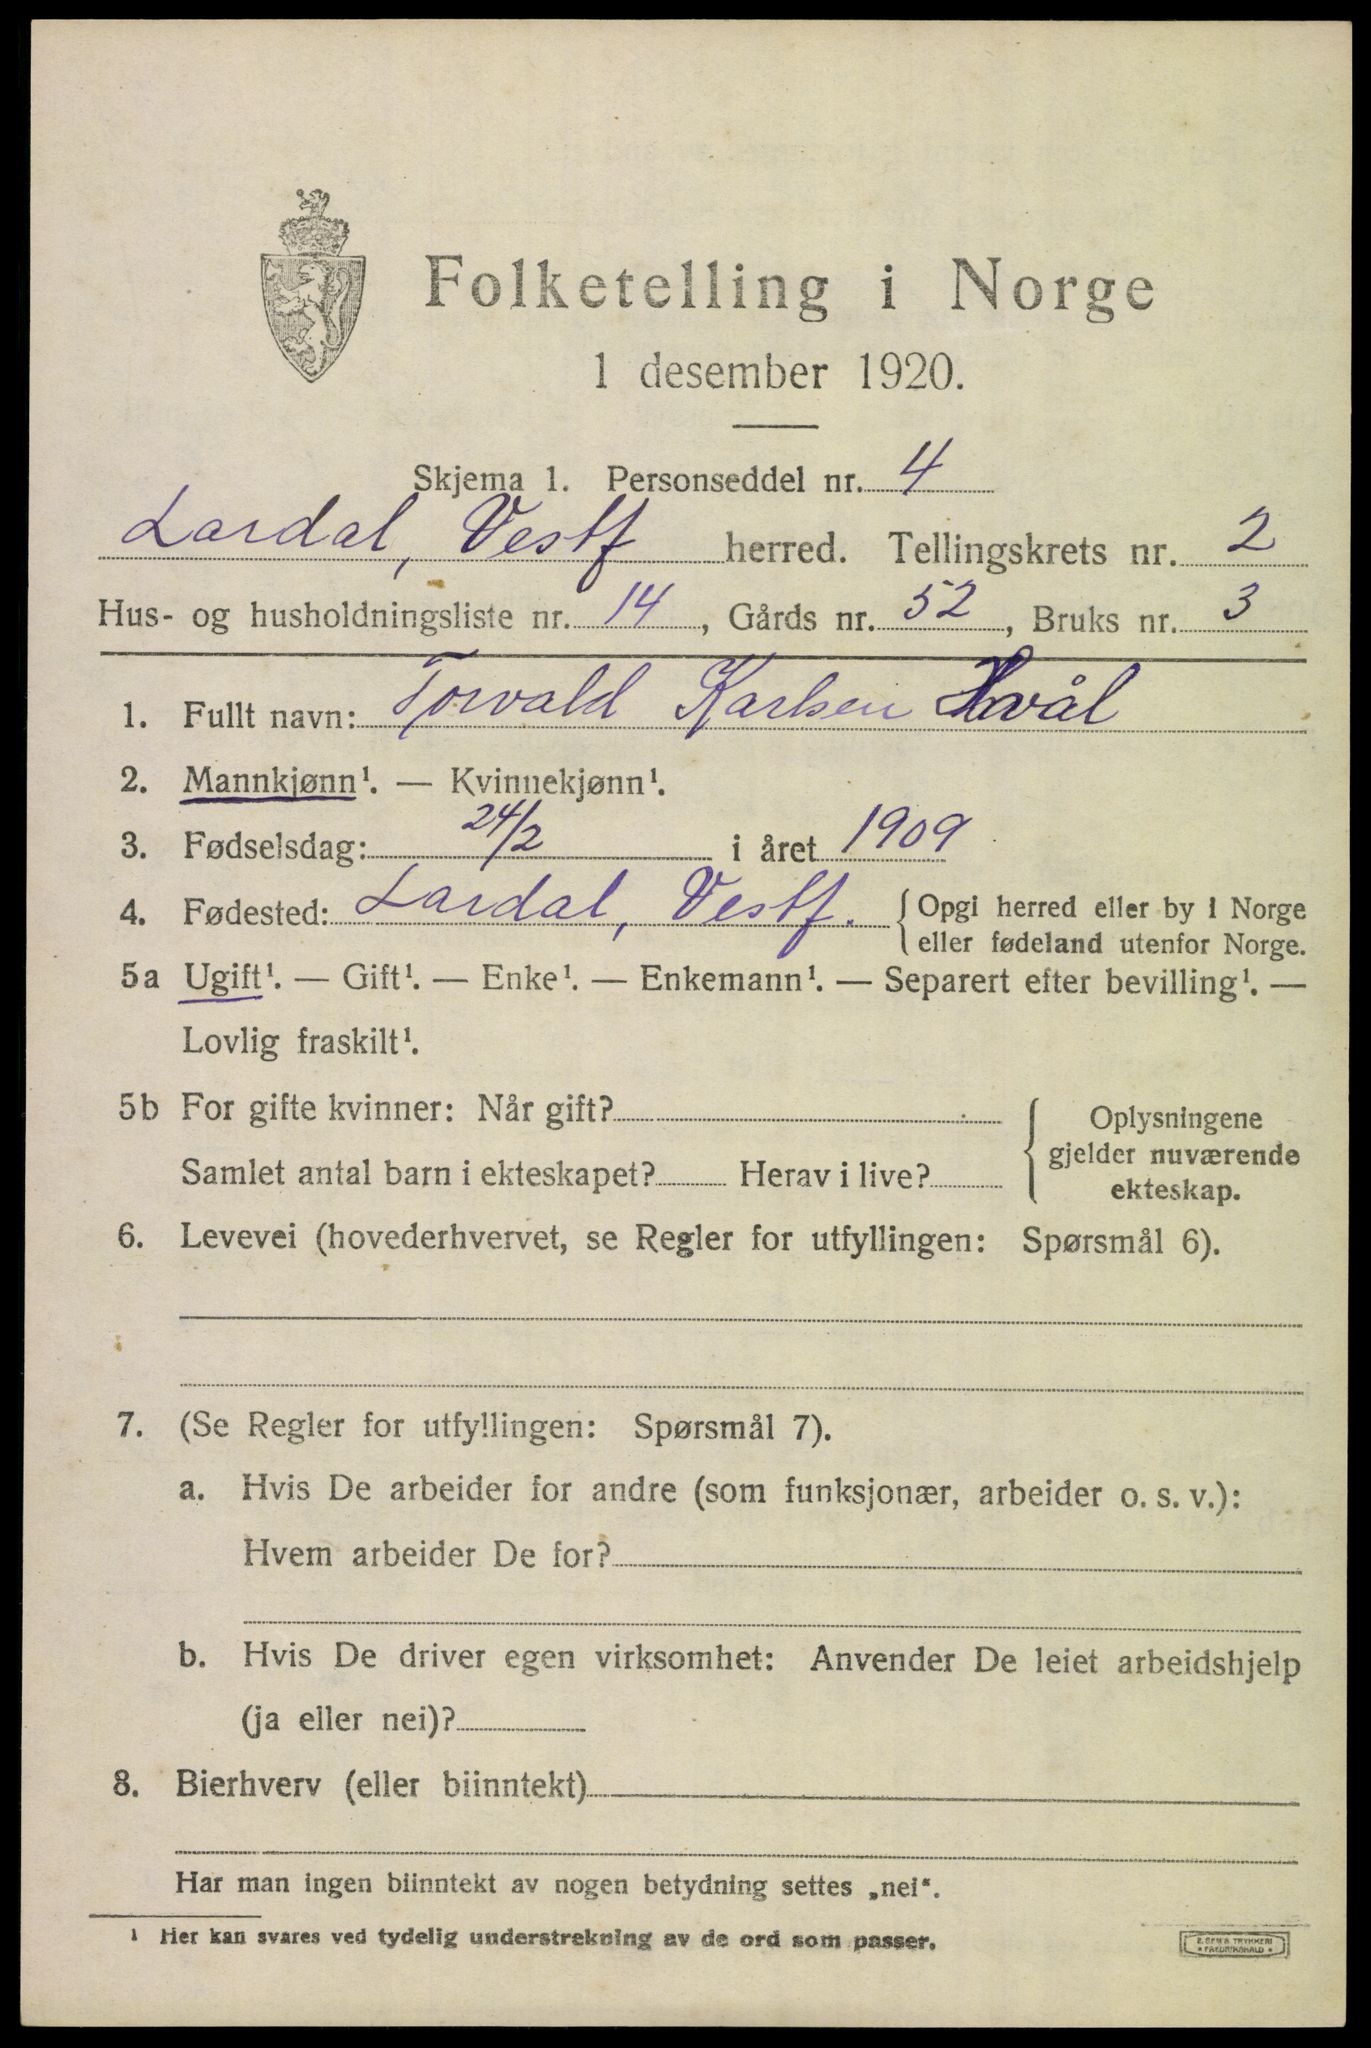 Folketelling i Norge
1 desember 1920.
Skjema 1. Personseddel nr. 4
Lardal, Vestf herred. Tellingskrets nr. 2
Hus- og husholdningsliste nr. 14, Gårds nr. 52, Bruks nr. 3
1. Fullt navn: Torvald Karlsen Hvål
2. Mannkjønn¹. — Kvinnekjønn¹.
3. Fødselsdag: 24/2 i året 1909
4. Fødested: Lardal, Vestf. { Opgi herred eller by i Norge
eller fødeland utenfor Norge.
5a Ugift¹. — Gift¹. — Enke¹. — Enkemann¹. — Separert efter bevilling¹. —
Lovlig fraskilt¹.
5b For gifte kvinner: Når gift?
Samlet antal barn i ekteskapet? Herav i live?
{ Oplysningene
gjelder nuværende
ekteskap.
6. Levevei (hovederhvervet, se Regler for utfyllingen: Spørsmål 6).
7. (Se Regler for utfyllingen: Spørsmål 7).
a. Hvis De arbeider for andre (som funksjonær, arbeider o. s. v.):
Hvem arbeider De for?
b. Hvis De driver egen virksomhet: Anvender De leiet arbeidshjelp
(ja eller nei)?
8. Bierhverv (eller biinntekt)
Har man ingen biinntekt av nogen betydning settes „nei“.
¹ Her kan svares ved tydelig understrekning av de ord som passer.
E. SEM'S TRYKKERI
* FREDRIKSHALD *